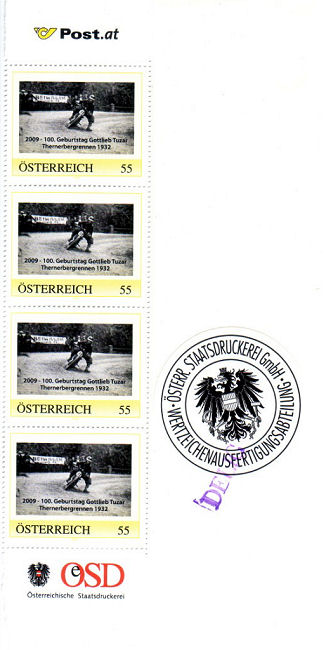 Post.at
2009 - 100. Geburtstag Gottlieb Tuzar
Thernerbergrennen 1932
ÖSTERREICH 55
2009 - 100. Geburtstag Gottlieb Tuzar
Thernerbergrennen 1932
ÖSTERREICH 55
2009 - 100. Geburtstag Gottlieb Tuzar
Thernerbergrennen 1932
ÖSTERREICH 55
2009 - 100. Geburtstag Gottlieb Tuzar
Thernerbergrennen 1932
ÖSTERREICH 55
ÖSTERR. STAATSDRUCKEREI GmbH · WERTZEICHENAUSFERTIGUNGSABTEILUNG ·
OeSD
Österreichische Staatsdruckerei